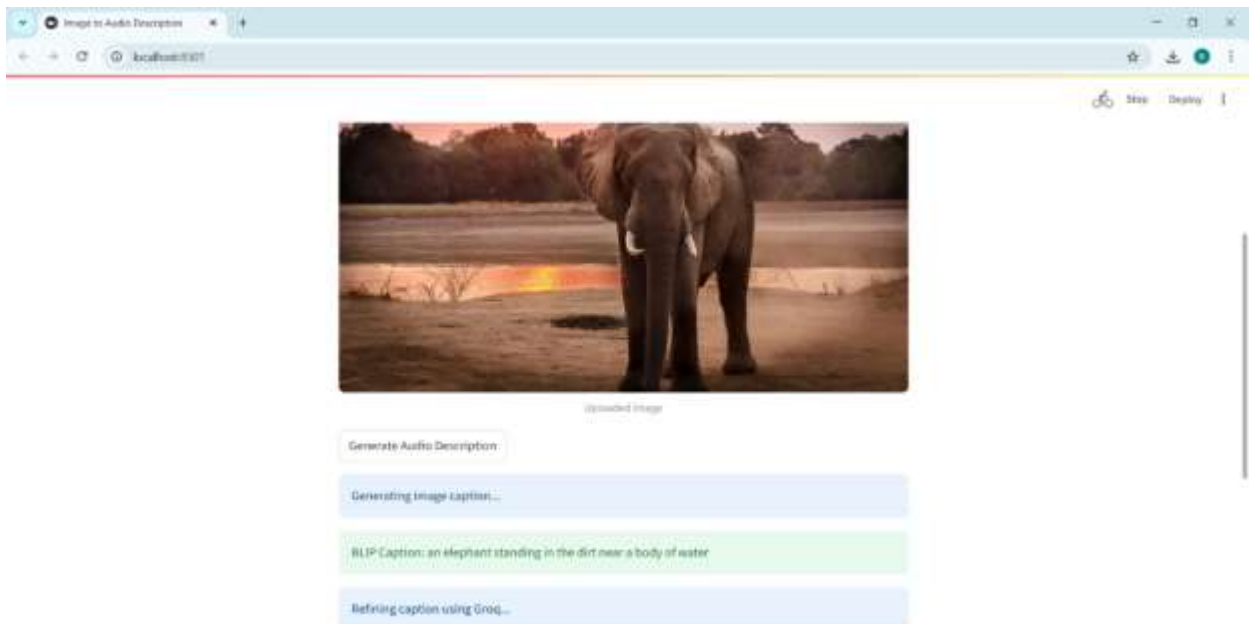 Image to Audio Description
localhost:8501
Stop Deploy
Uploaded Image
Generate Audio Description
Generating image caption...
BLIP Caption: an elephant standing in the dirt near a body of water
Refining caption using Groq...